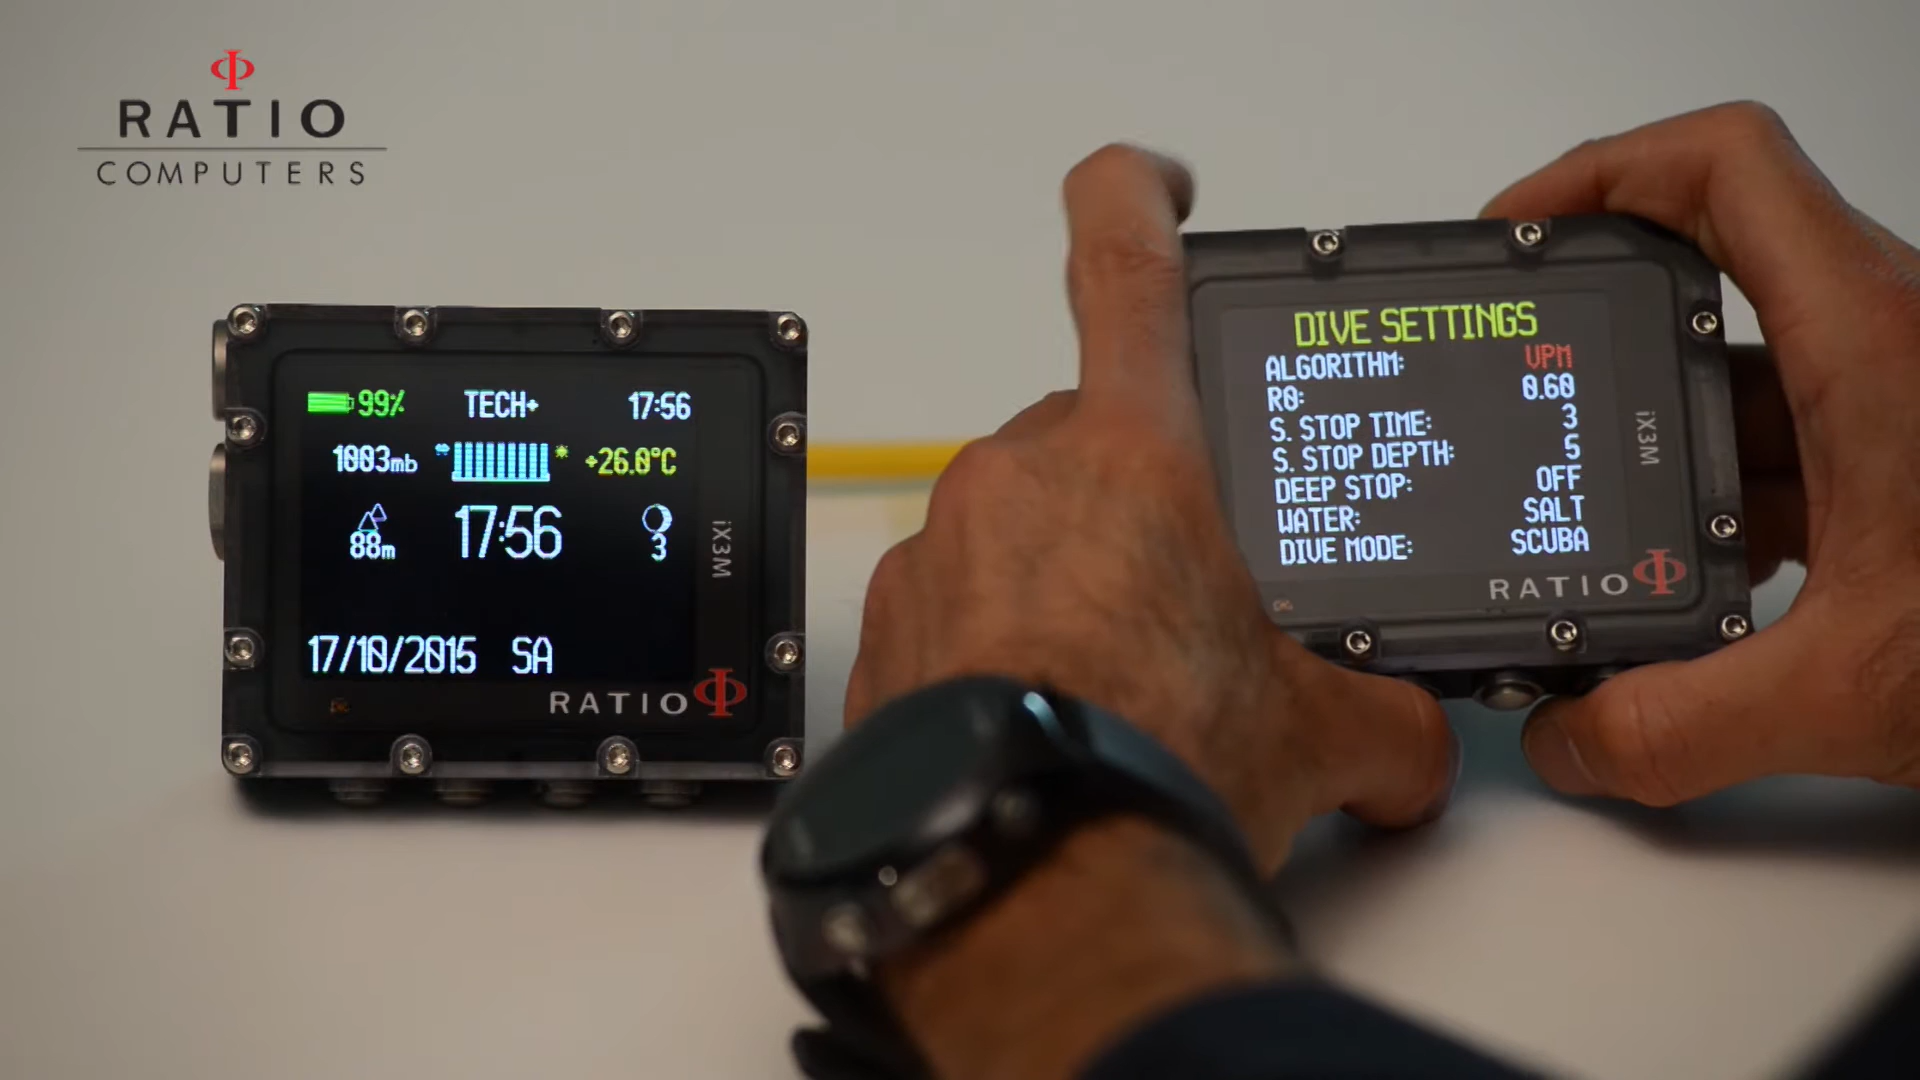 RATIO
COMPUTERS
99% TECH+ 17:56
1003mb +26.0°C
88m 17:56 3
17/10/2015 SA
iX3M
RATIO
DIVE SETTINGS
ALGORITHM: VPM
R0: 0.60
S. STOP TIME: 3
S. STOP DEPTH: 5
DEEP STOP: OFF
WATER: SALT
DIVE MODE: SCUBA
iX3M
RATIO